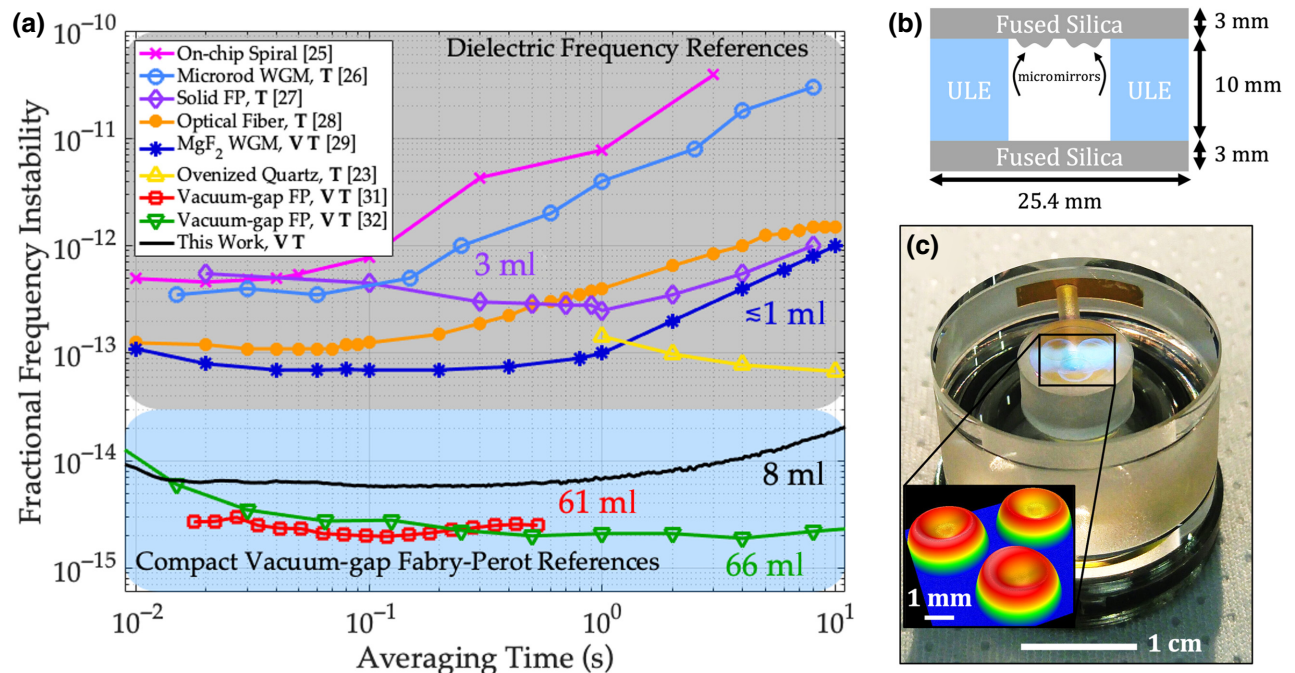 (a)
10⁻¹⁰
10⁻¹¹
10⁻¹²
10⁻¹³
10⁻¹⁴
10⁻¹⁵
Fractional Frequency Instability
On-chip Spiral [25]
Microrod WGM, T [26]
Solid FP, T [27]
Optical Fiber, T [28]
MgF₂ WGM, V T [29]
Ovenized Quartz, T [23]
Vacuum-gap FP, V T [31]
Vacuum-gap FP, V T [32]
This Work, V T
Dielectric Frequency References
3 ml
≲1 ml
8 ml
61 ml
66 ml
Compact Vacuum-gap Fabry-Perot References
10⁻²
10⁻¹
10⁰
10¹
Averaging Time (s)
(b)
Fused Silica
3 mm
micromirrors
ULE
ULE
10 mm
Fused Silica
3 mm
25.4 mm
(c)
1 mm
1 cm